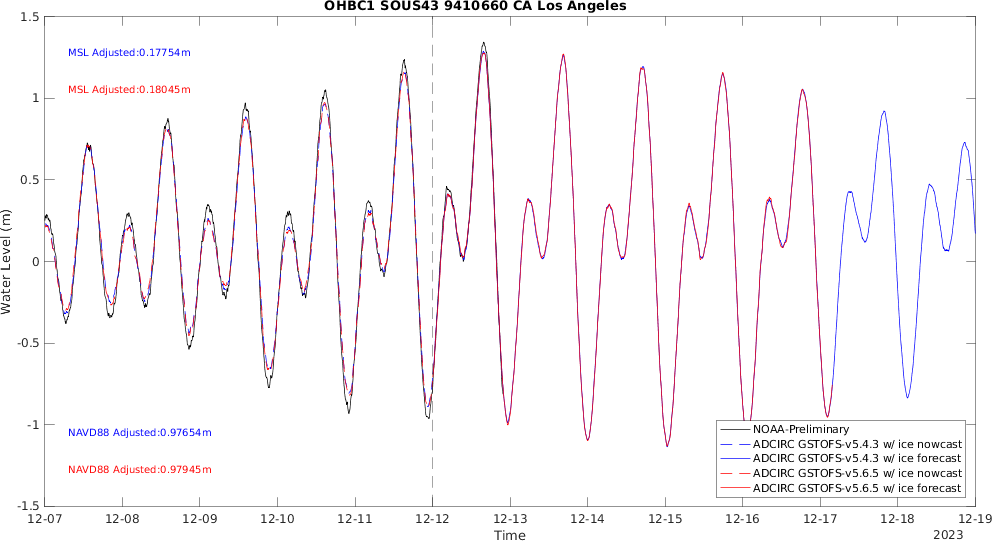 OHBC1 SOUS43 9410660 CA Los Angeles
1.5
1
0.5
0
-0.5
-1
-1.5
Water Level (m)
MSL Adjusted:0.17754m
MSL Adjusted:0.18045m
NAVD88 Adjusted:0.97654m
NAVD88 Adjusted:0.97945m
NOAA-Preliminary
ADCIRC GSTOFS-v5.4.3 w/ ice nowcast
ADCIRC GSTOFS-v5.4.3 w/ ice forecast
ADCIRC GSTOFS-v5.6.5 w/ ice nowcast
ADCIRC GSTOFS-v5.6.5 w/ ice forecast
12-07 12-08 12-09 12-10 12-11 12-12 12-13 12-14 12-15 12-16 12-17 12-18 12-19
Time
2023